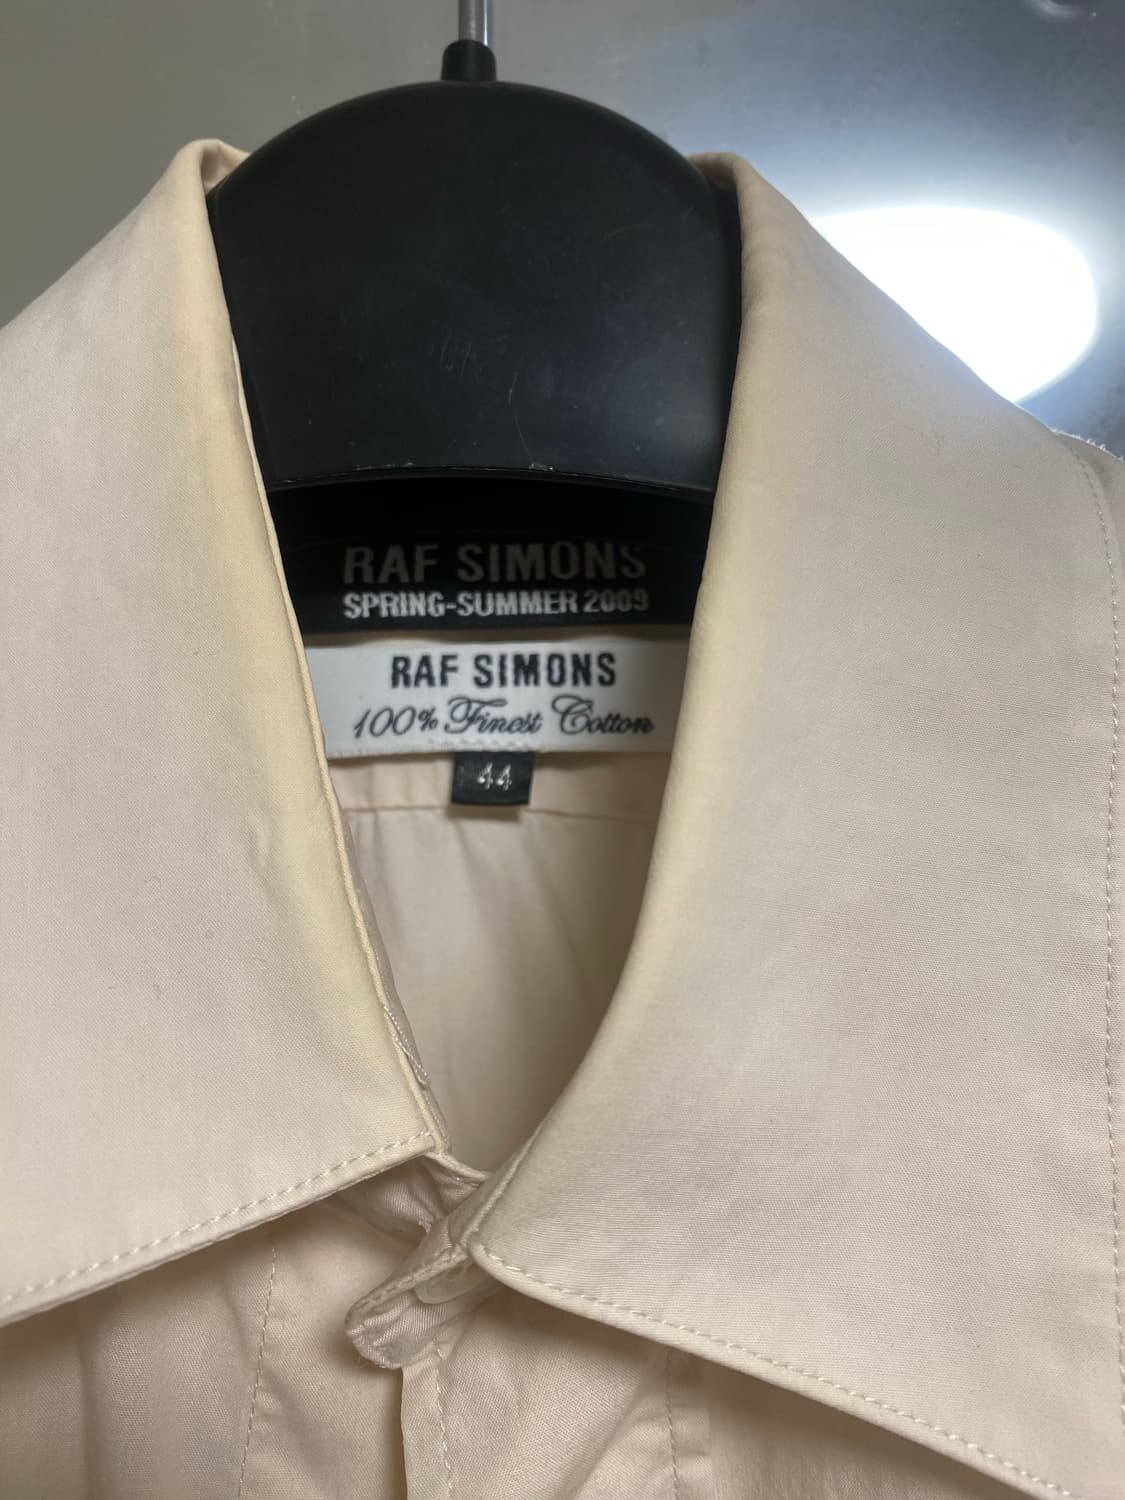 RAF SIMONS
SPRING-SUMMER 2009
RAF SIMONS
100% Finest Cotton
44